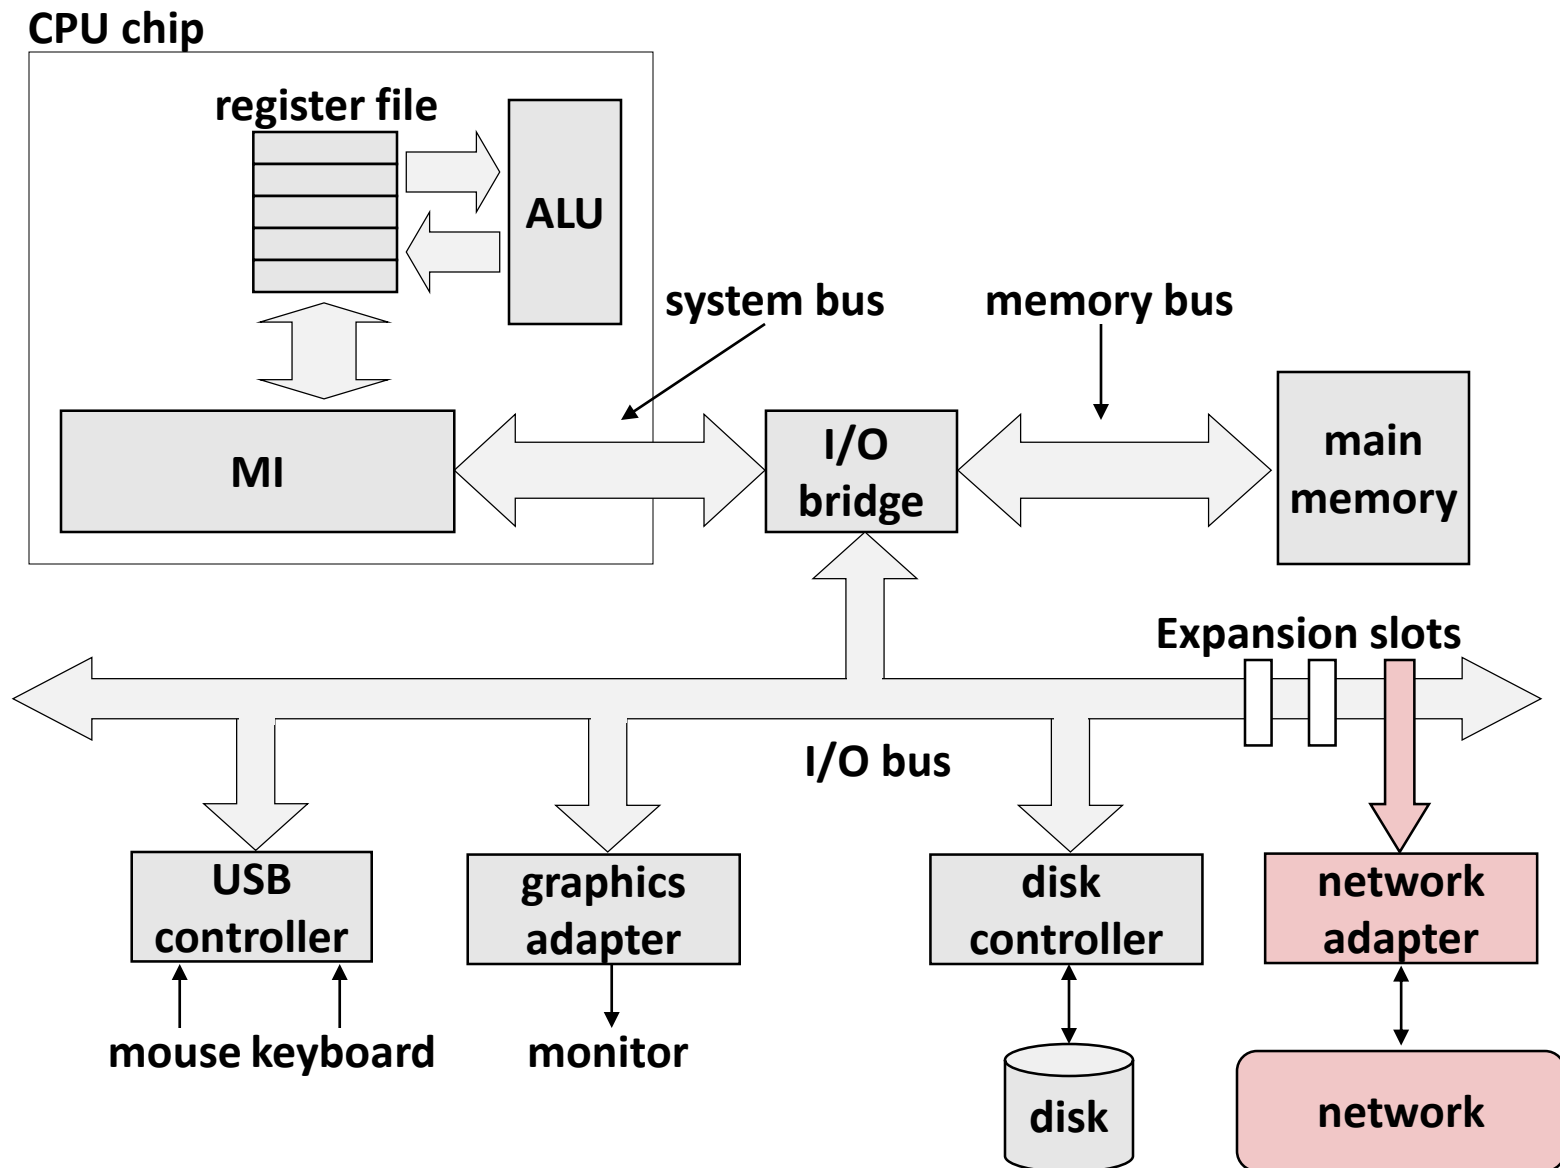 CPU chip
register file
ALU
system bus
memory bus
MI
I/O
bridge
main
memory
Expansion slots
I/O bus
USB
controller
graphics
adapter
disk
controller
network
adapter
mouse keyboard
monitor
disk
network